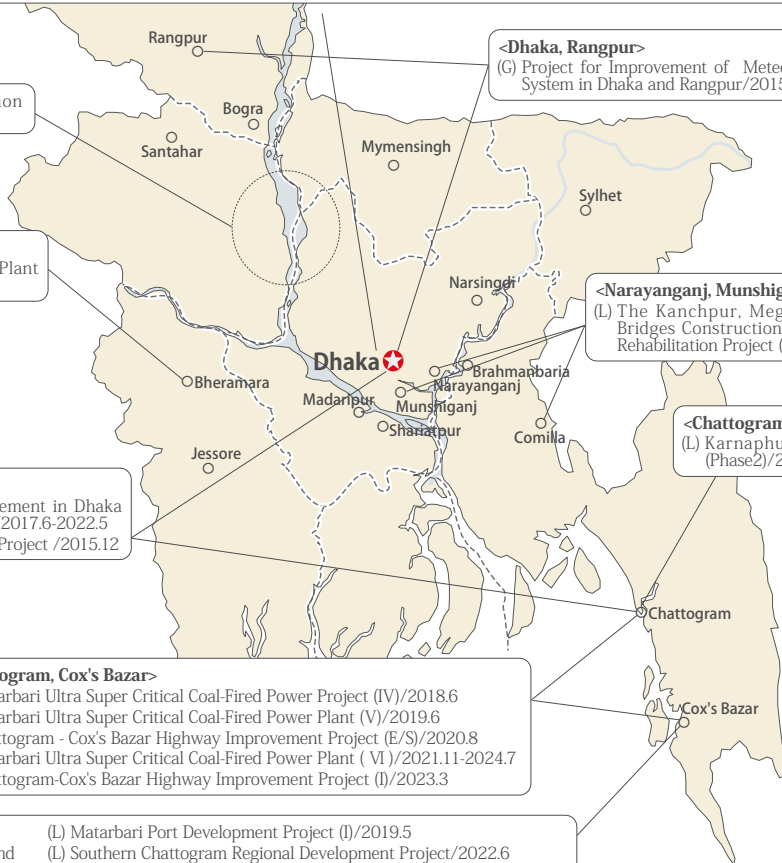 Rangpur
<Dhaka, Rangpur>
(G) Project for Improvement of Meteo
System in Dhaka and Rangpur/2015
tion
Bogra
Santahar
Mymensingh
Sylhet
Plant
Narsingdi
<Narayanganj, Munshig
(L) The Kanchpur, Meg
Bridges Construction
Rehabilitation Project (
Dhaka
Bheramara
Brahmanbaria
Narayanganj
Madaripur
Munshiganj
Shariatpur
Comilla
<Chattogram
(L) Karnaphu
(Phase2)/2
Jessore
ement in Dhaka
/2017.6-2022.5
Project /2015.12
Chattogram
ogram, Cox's Bazar>
arbari Ultra Super Critical Coal-Fired Power Project (IV)/2018.6
arbari Ultra Super Critical Coal-Fired Power Plant (V)/2019.6
ttogram - Cox's Bazar Highway Improvement Project (E/S)/2020.8
arbari Ultra Super Critical Coal-Fired Power Plant ( VI )/2021.11-2024.7
ttogram-Cox's Bazar Highway Improvement Project (I)/2023.3
Cox's Bazar
(L) Matarbari Port Development Project (I)/2019.5
nd (L) Southern Chattogram Regional Development Project/2022.6